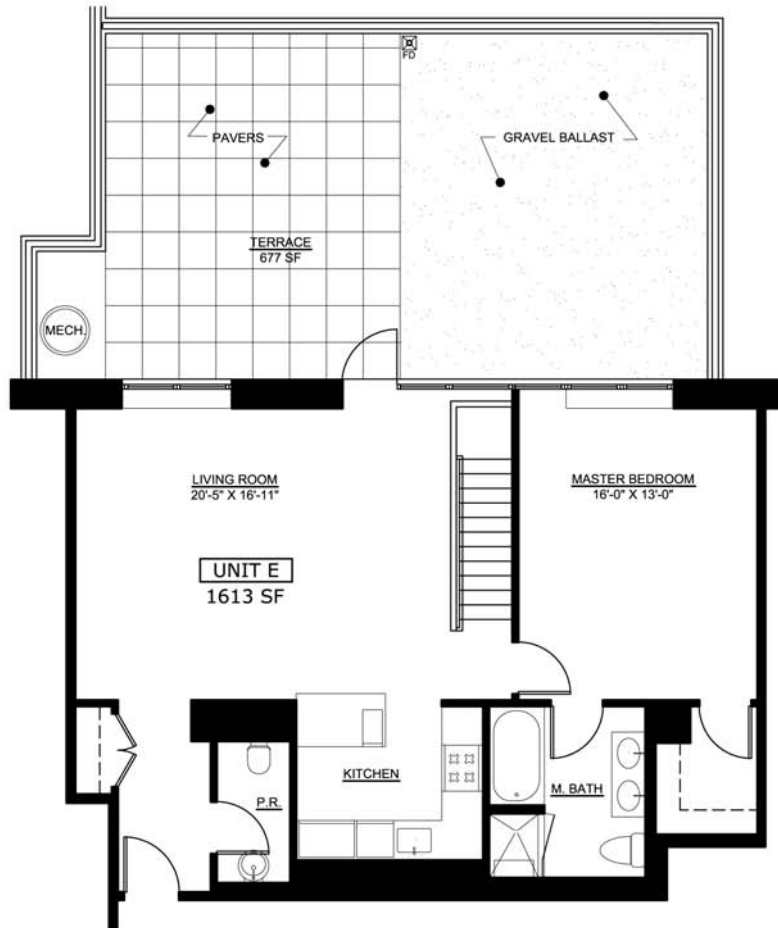 FD
PAVERS
GRAVEL BALLAST
TERRACE
677 SF
MECH.
LIVING ROOM
20'-5" X 16'-11"
MASTER BEDROOM
16'-0" X 13'-0"
UNIT E
1613 SF
KITCHEN
P.R.
M. BATH